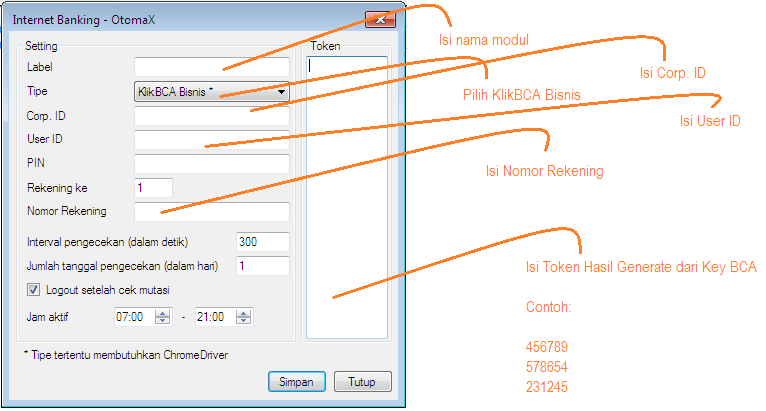 Internet Banking - OtomaX
Setting
Token
Label
Tipe
KlikBCA Bisnis *
Corp. ID
User ID
PIN
Rekening ke
1
Nomor Rekening
Interval pengecekan (dalam detik)
300
Jumlah tanggal pengecekan (dalam hari)
1
Logout setelah cek mutasi
Jam aktif
07:00
-
21:00
* Tipe tertentu membutuhkan ChromeDriver
Simpan
Tutup
Isi nama modul
Isi Corp. ID
Pilih KlikBCA Bisnis
Isi User ID
Isi Nomor Rekening
Isi Token Hasil Generate dari Key BCA
Contoh:
456789
578654
231245